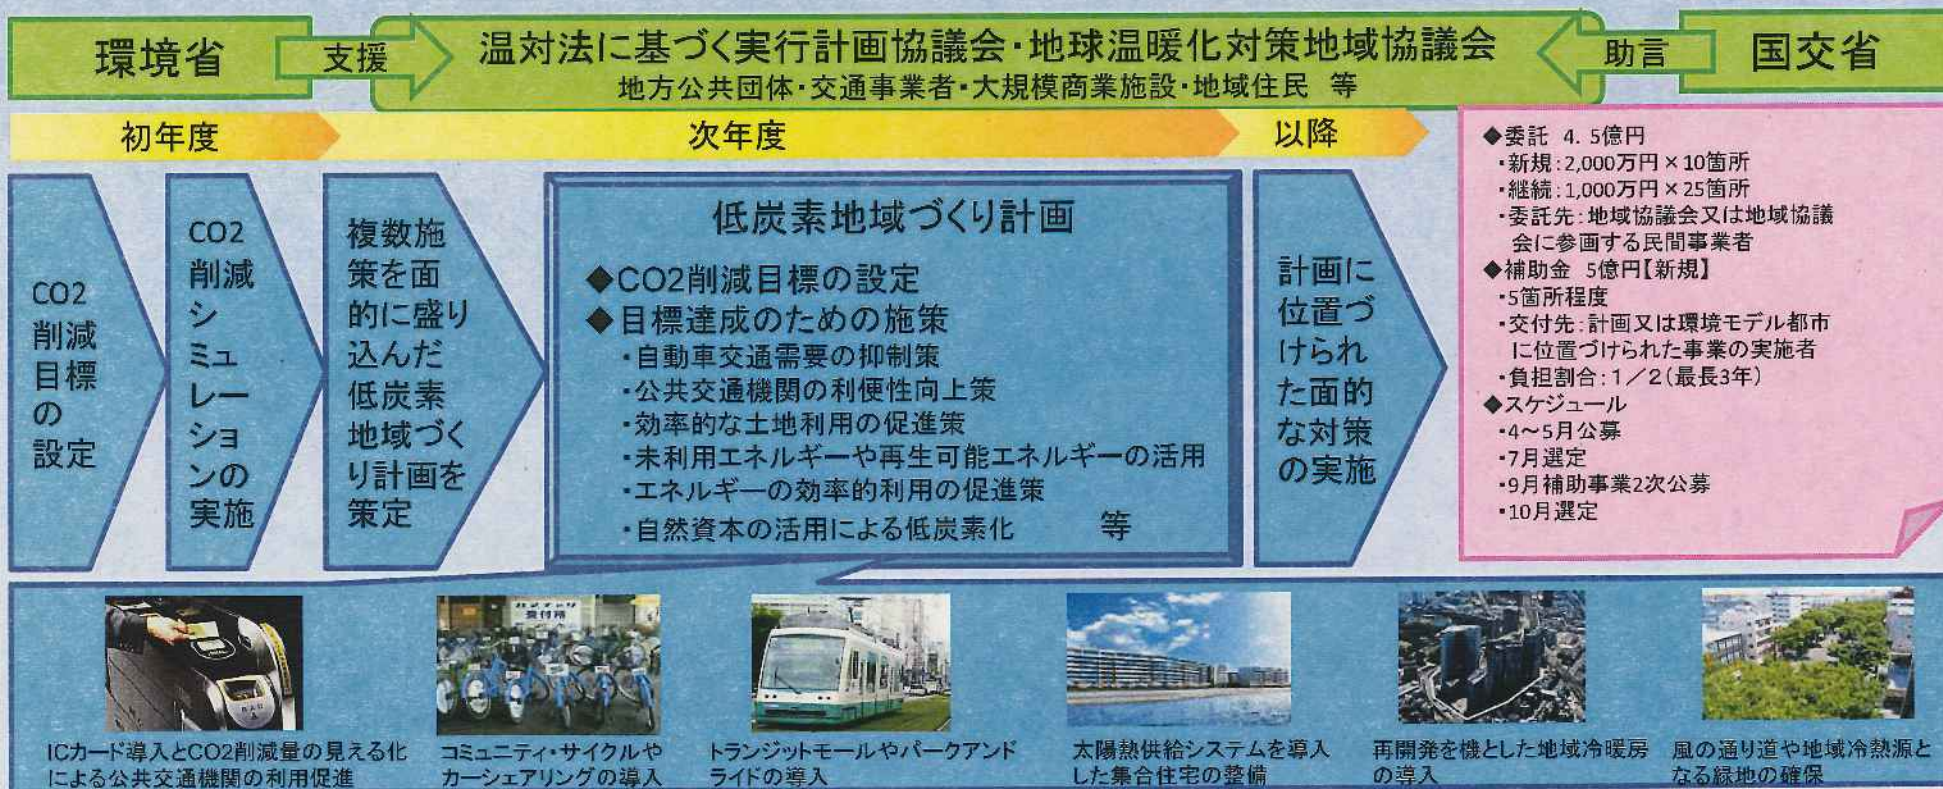 環境省
支援
温対法に基づく実行計画協議会・地球温暖化対策地域協議会
地方公共団体・交通事業者・大規模商業施設・地域住民 等
助言
国交省
初年度
次年度
以降
CO2
削減
目標
の
設定
CO2
削減
シ
ミュ
レー
ショ
ンの
実施
複数施
策を面
的に盛り
込んだ
低炭素
地域づく
り計画を
策定
低炭素地域づくり計画
◆CO2削減目標の設定
◆目標達成のための施策
・自動車交通需要の抑制策
・公共交通機関の利便性向上策
・効率的な土地利用の促進策
・未利用エネルギーや再生可能エネルギーの活用
・エネルギーの効率的利用の促進策
・自然資本の活用による低炭素化 等
計画に
位置づ
けられ
た面的
な対策
の実施
◆委託 4.5億円
・新規:2,000万円×10箇所
・継続:1,000万円×25箇所
・委託先:地域協議会又は地域協議
会に参画する民間事業者
◆補助金 5億円【新規】
・5箇所程度
・交付先:計画又は環境モデル都市
に位置づけられた事業の実施者
・負担割合:1/2(最長3年)
◆スケジュール
・4~5月公募
・7月選定
・9月補助事業2次公募
・10月選定
受付所
ICカード導入とCO2削減量の見える化
による公共交通機関の利用促進
コミュニティ・サイクルや
カーシェアリングの導入
トランジットモールやパークアンド
ライドの導入
太陽熱供給システムを導入
した集合住宅の整備
再開発を機とした地域冷暖房
の導入
風の通り道や地域冷熱源と
なる緑地の確保